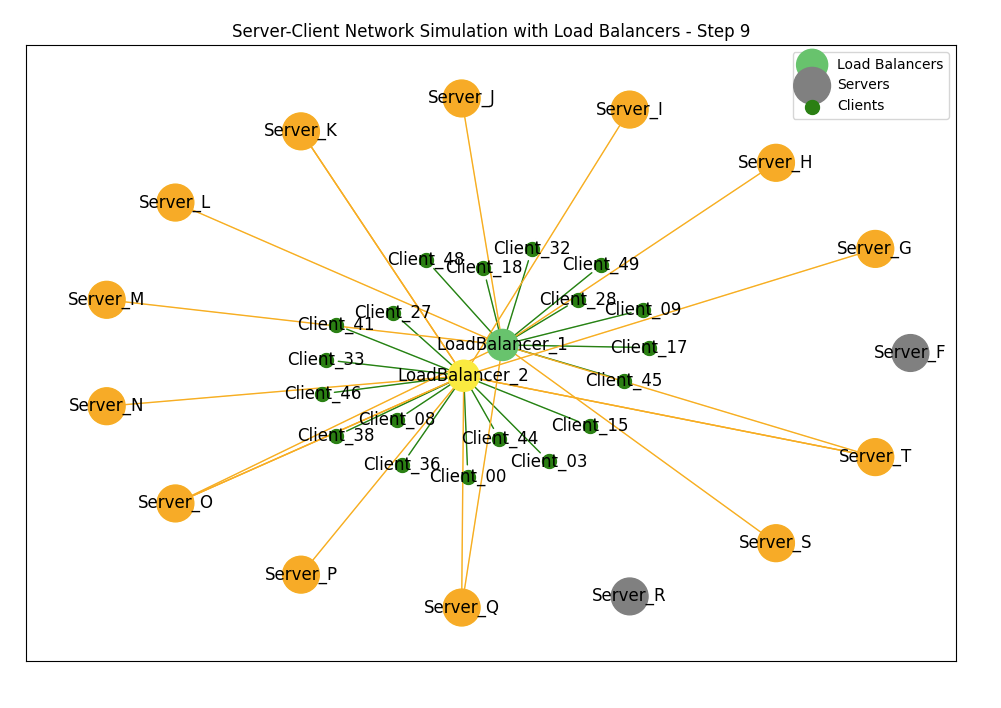 Server-Client Network Simulation with Load Balancers - Step 9
Load Balancers
Servers
Clients
Server_J
Server_I
Server_K
Server_H
Server_L
Server_G
Client_32
Client_48
Client_18
Client_49
Server_M
Client_28
Client_09
Client_27
Client_41
LoadBalancer_1
Client_17
Server_F
Client_33
LoadBalancer_2
Client_45
Client_46
Server_N
Client_08
Client_15
Client_38
Client_44
Server_T
Client_36
Client_03
Client_00
Server_O
Server_S
Server_P
Server_R
Server_Q